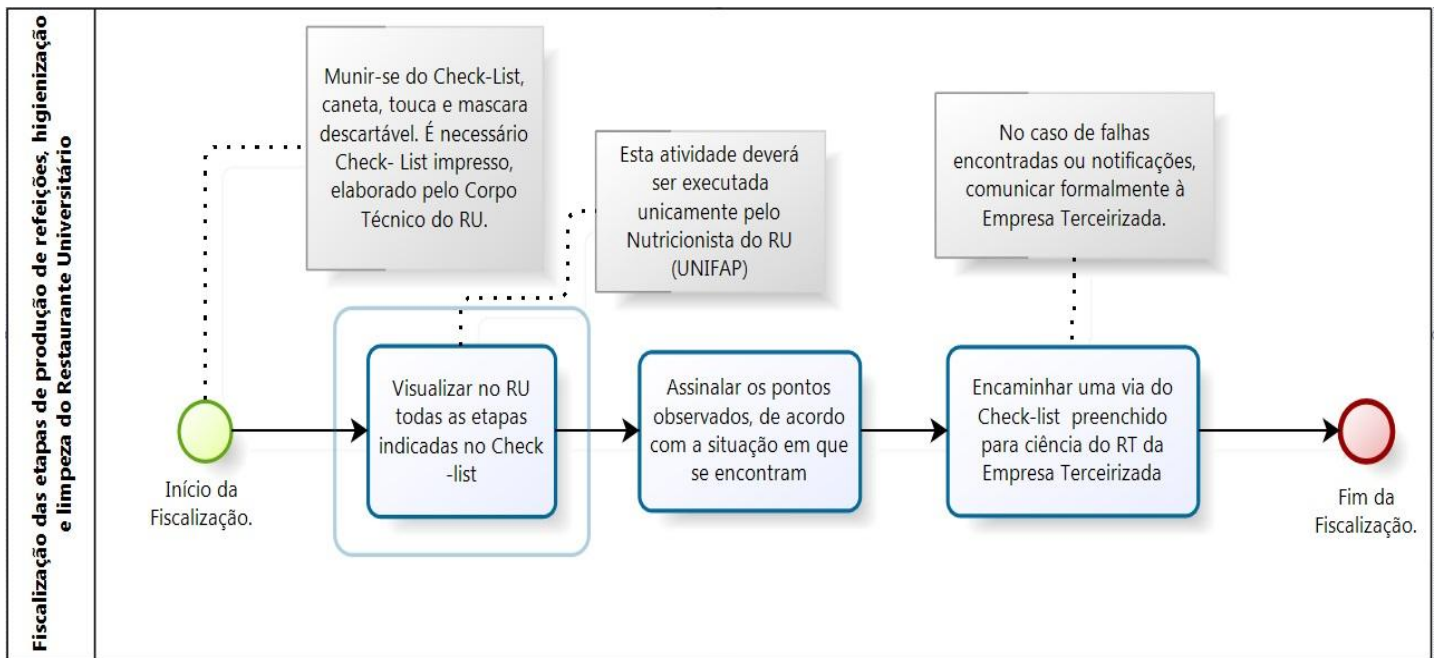 Fiscalização das etapas de produção de refeições, higienização
e limpeza do Restaurante Universitário
Munir-se do Check-List,
caneta, touca e mascara
descartável. É necessário
Check- List impresso,
elaborado pelo Corpo
Técnico do RU.
Esta atividade deverá
ser executada
unicamente pelo
Nutricionista do RU
(UNIFAP)
No caso de falhas
encontradas ou notificações,
comunicar formalmente à
Empresa Terceirizada.
Início da
Fiscalização.
Visualizar no RU
todas as etapas
indicadas no Check
-list
Assinalar os pontos
observados, de acordo
com a situação em que
se encontram
Encaminhar uma via do
Check-list preenchido
para ciência do RT da
Empresa Terceirizada
Fim da
Fiscalização.